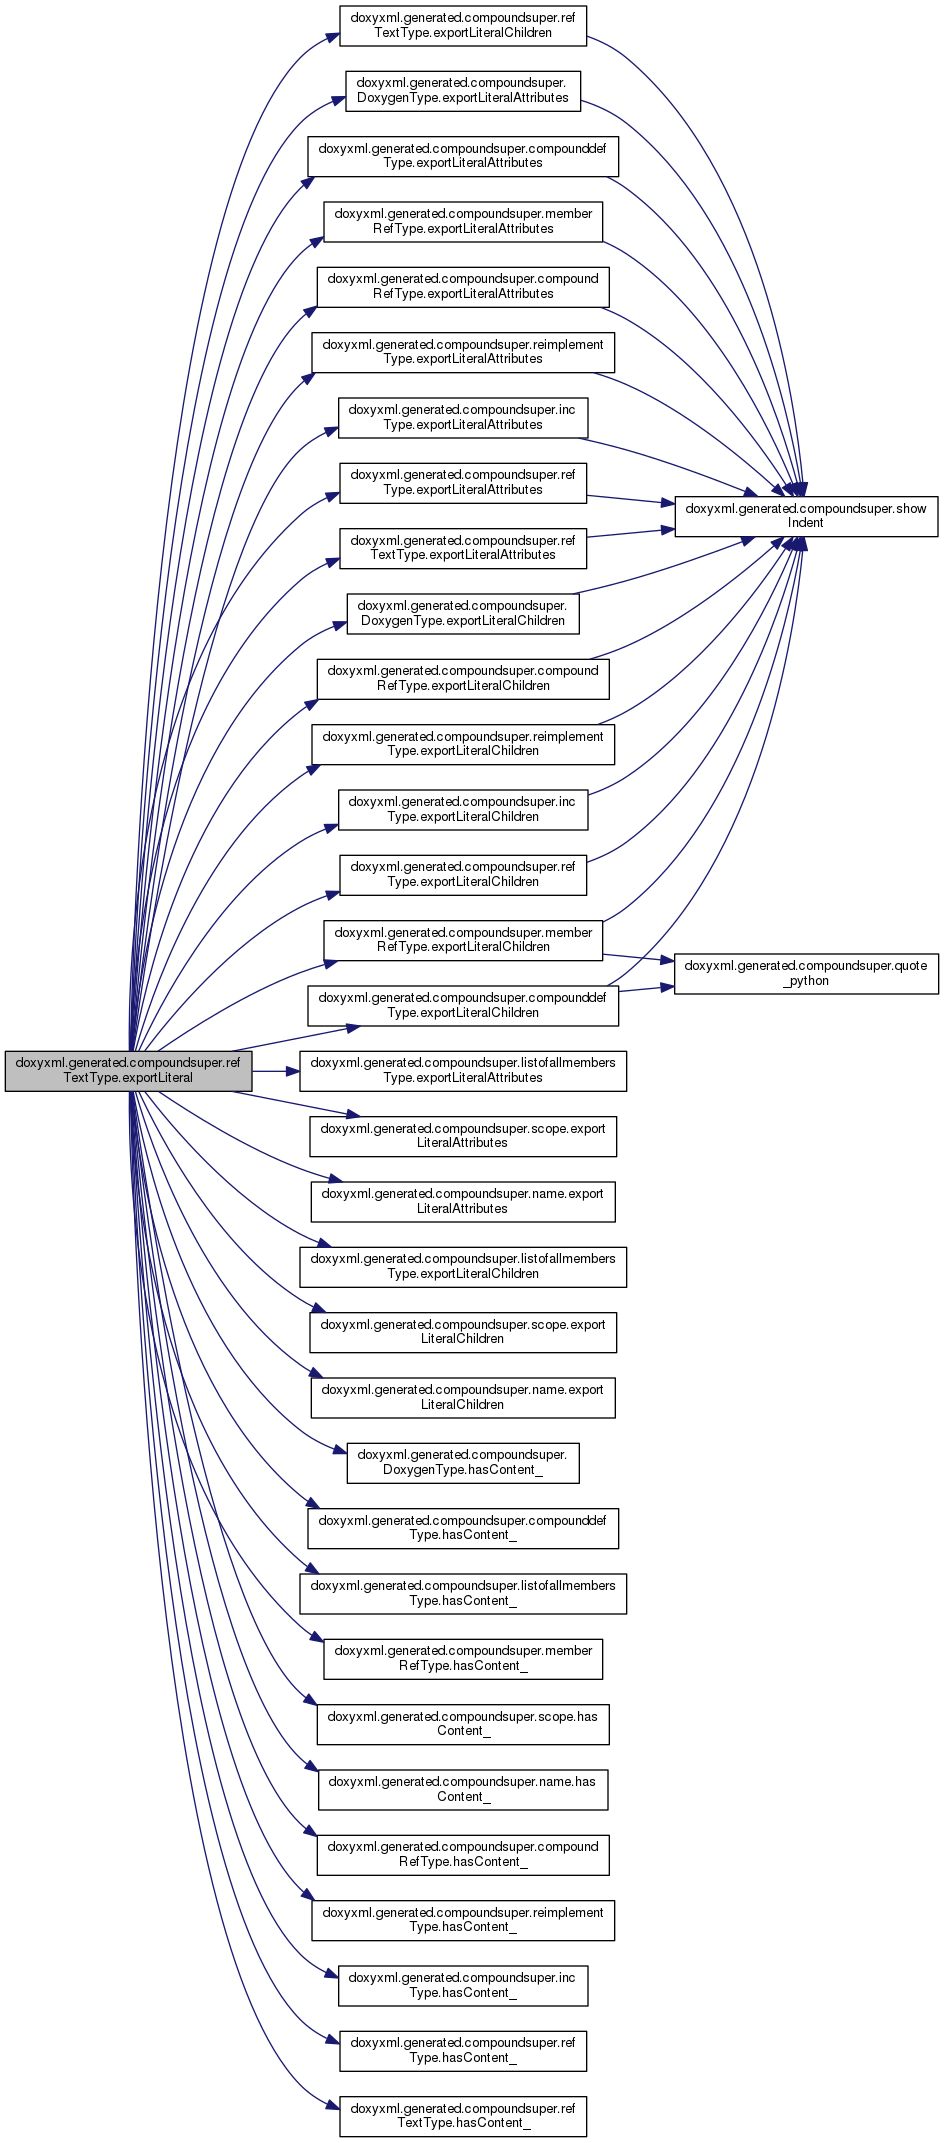 doxyxml.generated.compoundsuper.ref
TextType.exportLiteralChildren
doxyxml.generated.compoundsuper.
DoxygenType.exportLiteralAttributes
doxyxml.generated.compoundsuper.compounddef
Type.exportLiteralAttributes
doxyxml.generated.compoundsuper.member
RefType.exportLiteralAttributes
doxyxml.generated.compoundsuper.compound
RefType.exportLiteralAttributes
doxyxml.generated.compoundsuper.reimplement
Type.exportLiteralAttributes
doxyxml.generated.compoundsuper.inc
Type.exportLiteralAttributes
doxyxml.generated.compoundsuper.ref
Type.exportLiteralAttributes
doxyxml.generated.compoundsuper.show
Indent
doxyxml.generated.compoundsuper.ref
TextType.exportLiteralAttributes
doxyxml.generated.compoundsuper.
DoxygenType.exportLiteralChildren
doxyxml.generated.compoundsuper.compound
RefType.exportLiteralChildren
doxyxml.generated.compoundsuper.reimplement
Type.exportLiteralChildren
doxyxml.generated.compoundsuper.inc
Type.exportLiteralChildren
doxyxml.generated.compoundsuper.ref
Type.exportLiteralChildren
doxyxml.generated.compoundsuper.member
RefType.exportLiteralChildren
doxyxml.generated.compoundsuper.quote
_python
doxyxml.generated.compoundsuper.compounddef
Type.exportLiteralChildren
doxyxml.generated.compoundsuper.ref
TextType.exportLiteral
doxyxml.generated.compoundsuper.listofallmembers
Type.exportLiteralAttributes
doxyxml.generated.compoundsuper.scope.export
LiteralAttributes
doxyxml.generated.compoundsuper.name.export
LiteralAttributes
doxyxml.generated.compoundsuper.listofallmembers
Type.exportLiteralChildren
doxyxml.generated.compoundsuper.scope.export
LiteralChildren
doxyxml.generated.compoundsuper.name.export
LiteralChildren
doxyxml.generated.compoundsuper.
DoxygenType.hasContent_
doxyxml.generated.compoundsuper.compounddef
Type.hasContent_
doxyxml.generated.compoundsuper.listofallmembers
Type.hasContent_
doxyxml.generated.compoundsuper.member
RefType.hasContent_
doxyxml.generated.compoundsuper.scope.has
Content_
doxyxml.generated.compoundsuper.name.has
Content_
doxyxml.generated.compoundsuper.compound
RefType.hasContent_
doxyxml.generated.compoundsuper.reimplement
Type.hasContent_
doxyxml.generated.compoundsuper.inc
Type.hasContent_
doxyxml.generated.compoundsuper.ref
Type.hasContent_
doxyxml.generated.compoundsuper.ref
TextType.hasContent_